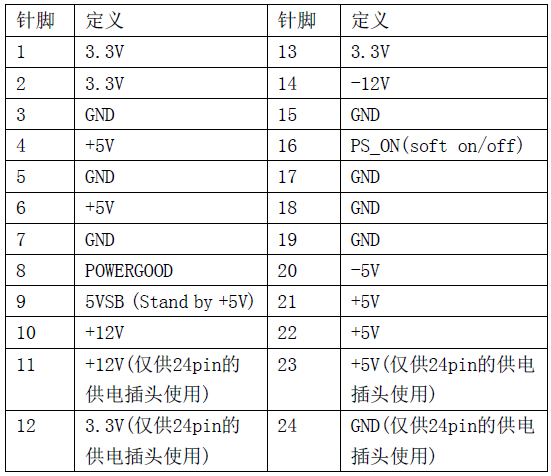 针脚 定义 针脚 定义
1 3.3V 13 3.3V
2 3.3V 14 -12V
3 GND 15 GND
4 +5V 16 PS_ON(soft on/off)
5 GND 17 GND
6 +5V 18 GND
7 GND 19 GND
8 POWERGOOD 20 -5V
9 5VSB (Stand by +5V) 21 +5V
10 +12V 22 +5V
11 +12V(仅供24pin的 23 +5V(仅供24pin的供电
供电插头使用) 插头使用)
12 3.3V(仅供24pin的 24 GND(仅供24pin的供电
供电插头使用) 插头使用)